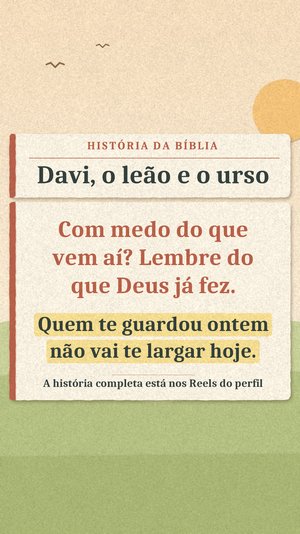 HISTÓRIA DA BÍBLIA
Davi, o leão e o urso
Com medo do que
vem aí? Lembre do
que Deus já fez.
Quem te guardou ontem
não vai te largar hoje.
A história completa está nos Reels do perfil